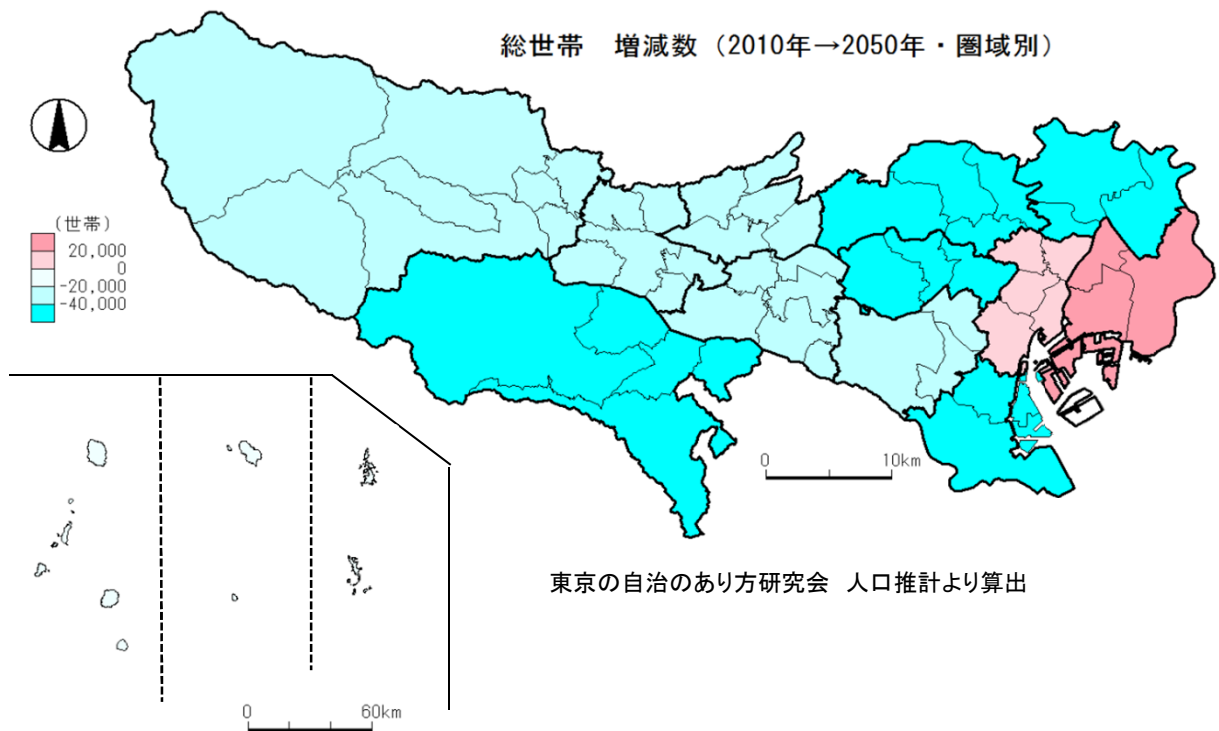 総世帯　増減数（2010年→2050年・圏域別）
（世帯）
20,000
0
-20,000
-40,000
0 10km
東京の自治のあり方研究会　人口推計より算出
0 60km